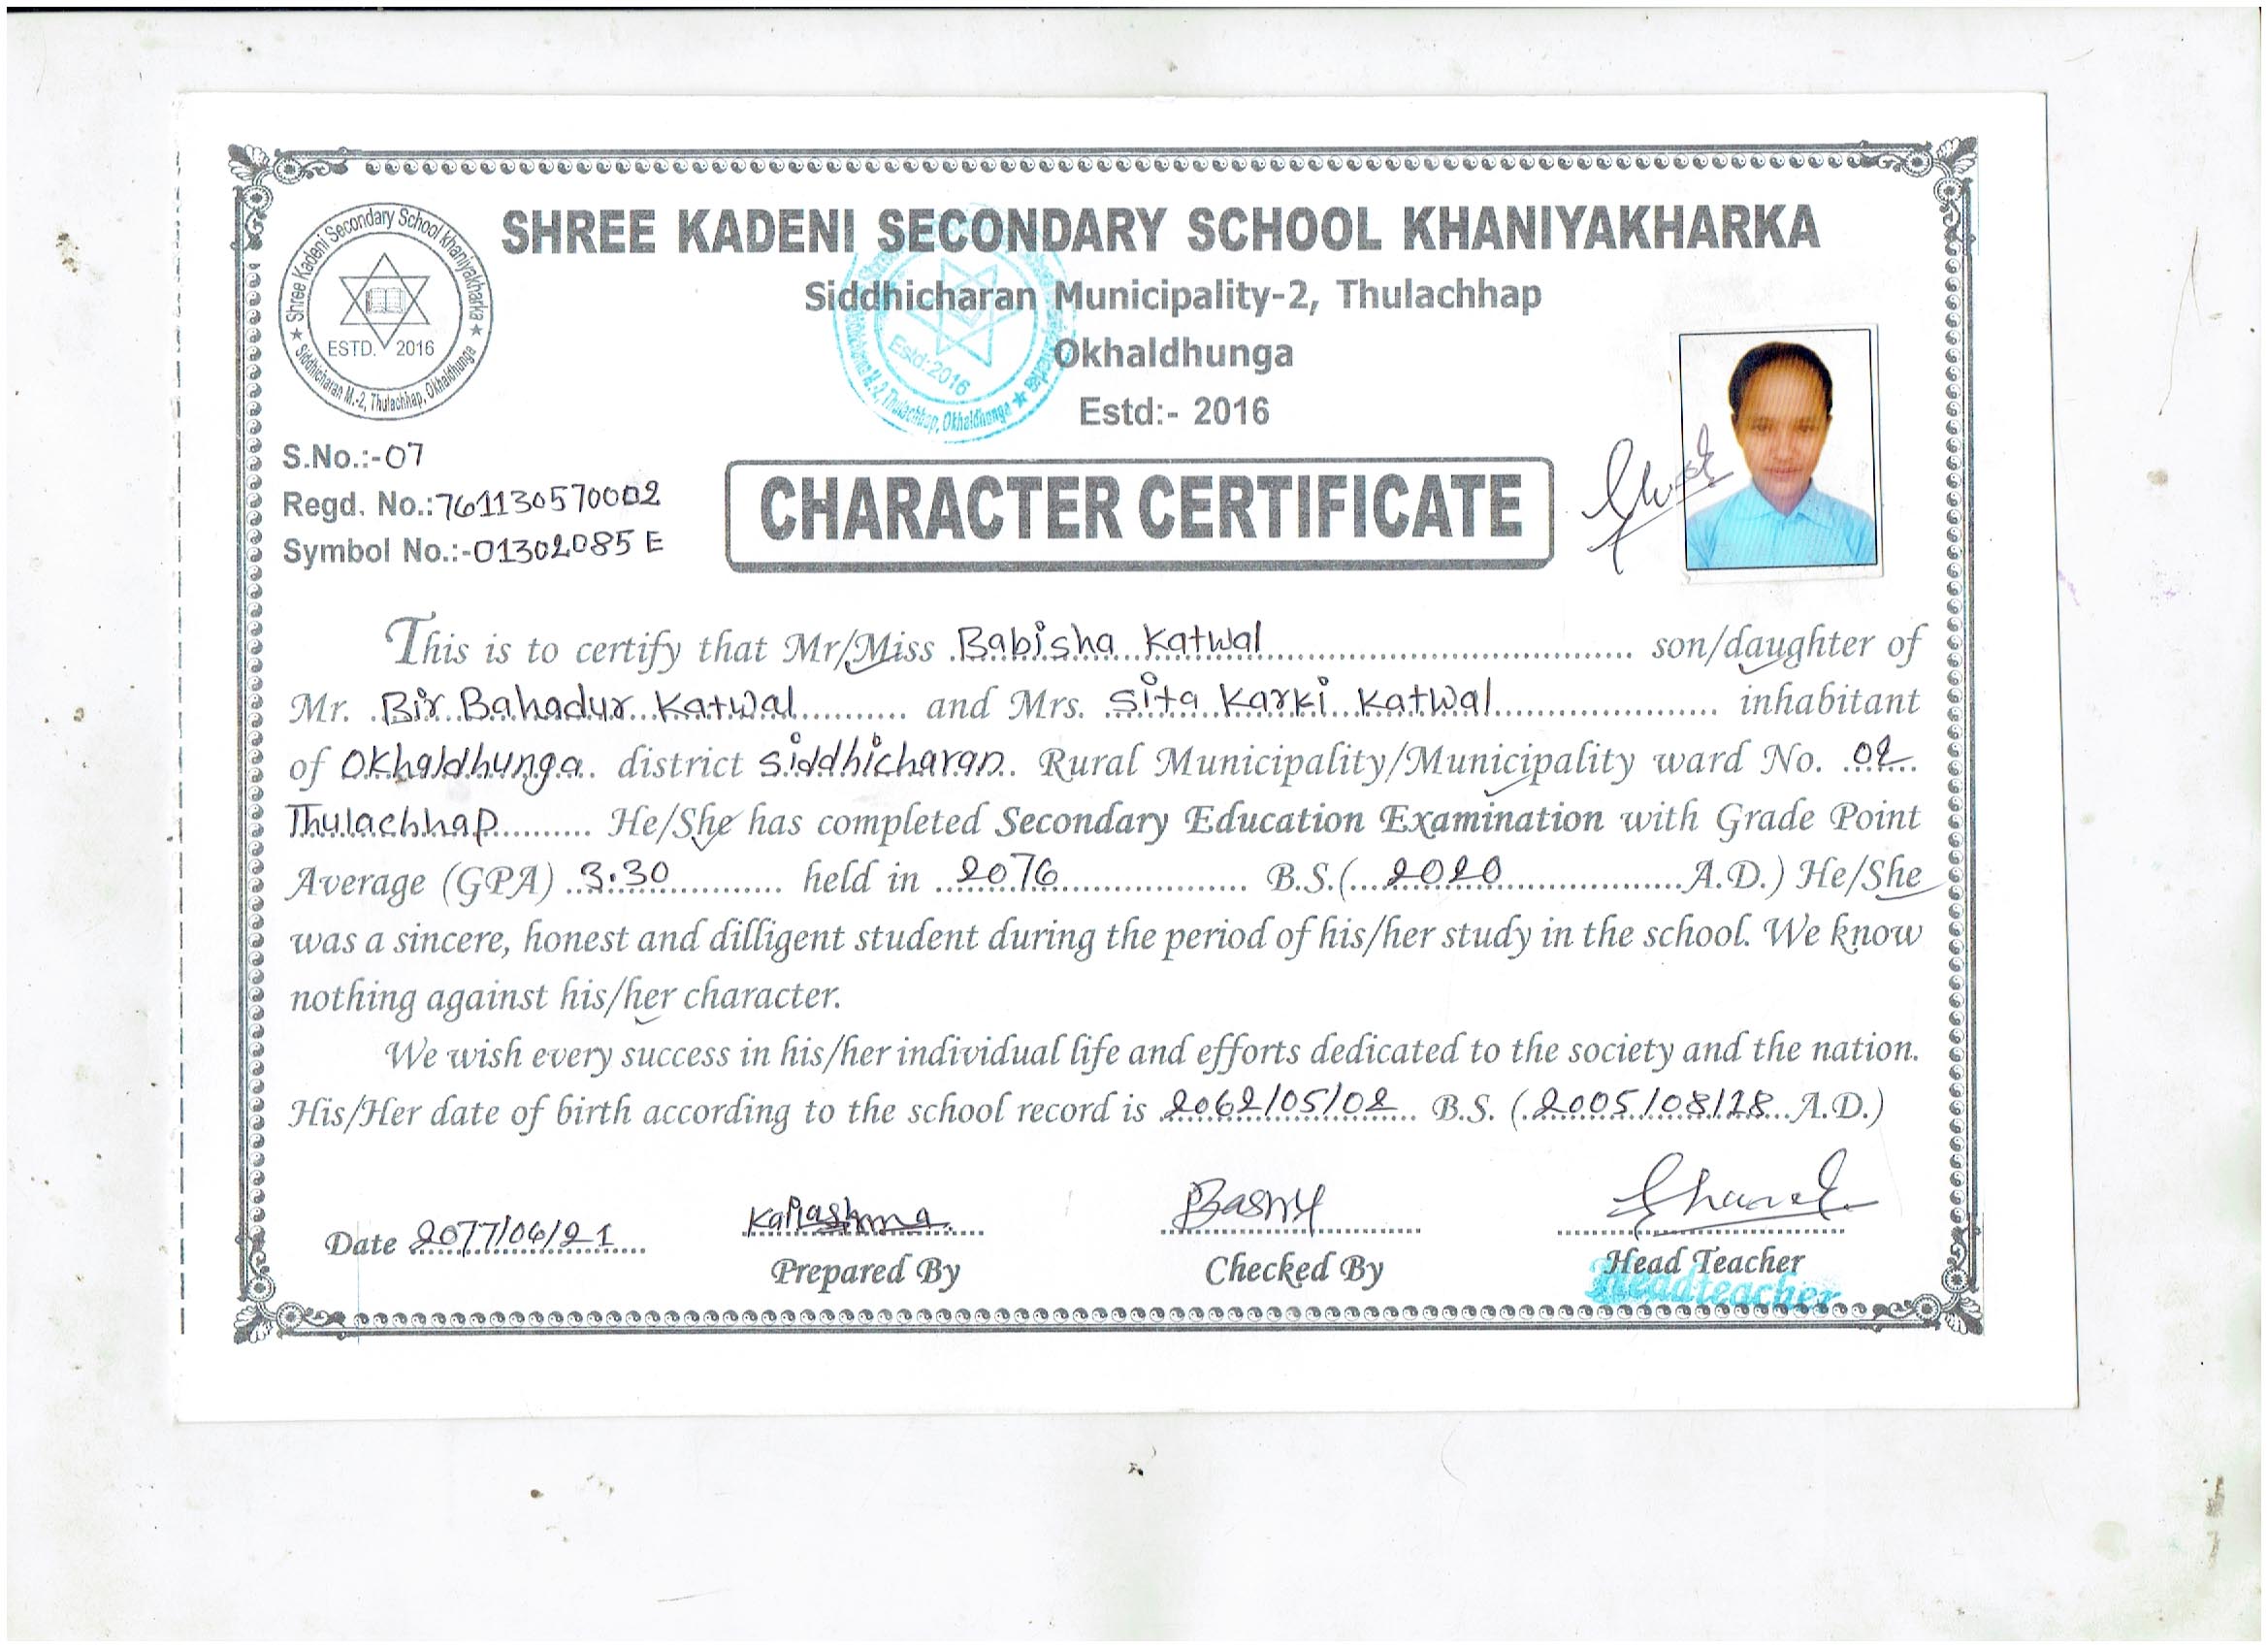 SHREE KADENI SECONDARY SCHOOL KHANIYAKHARKA
Siddhicharan Municipality-2, Thulachhap
Okhaldhunga
Estd:- 2016
Shree Kadeni Secondary School Khaniyakharka
ESTD. 2016
★ Siddhicharan M.-2, Thulachhap, Okhaldhunga ★
Estd:2016
M.-2, Thulachhap, Okhaldhunga ★
S.No.:-07
Regd. No.:761130570002
Symbol No.:-01302085 E
CHARACTER CERTIFICATE
This is to certify that Mr/Miss Babisha Katwal son/daughter of
Mr. Bir Bahadur Katwal and Mrs. Sita Karki Katwal inhabitant
of Okhaldhunga district Siddhicharan Rural Municipality/Municipality ward No. 02
Thulachhap He/She has completed Secondary Education Examination with Grade Point
Average (GPA) 3.30 held in 2076 B.S.(2020 A.D.) He/She
was a sincere, honest and dilligent student during the period of his/her study in the school. We know
nothing against his/her character.
We wish every success in his/her individual life and efforts dedicated to the society and the nation.
His/Her date of birth according to the school record is 2062/05/02 B.S. (2005/08/18 A.D.)
Date 2077/06/21
Prepared By
Checked By
Head Teacher
Headteacher